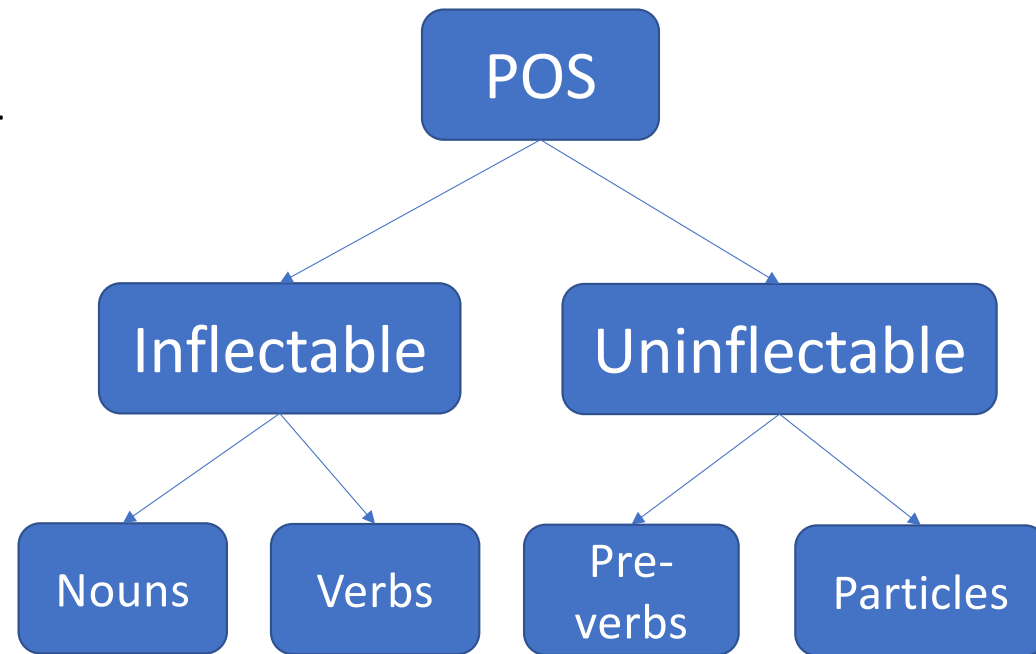 POS
.
Inflectable
Uninflectable
Nouns
Verbs
Pre-
verbs
Particles